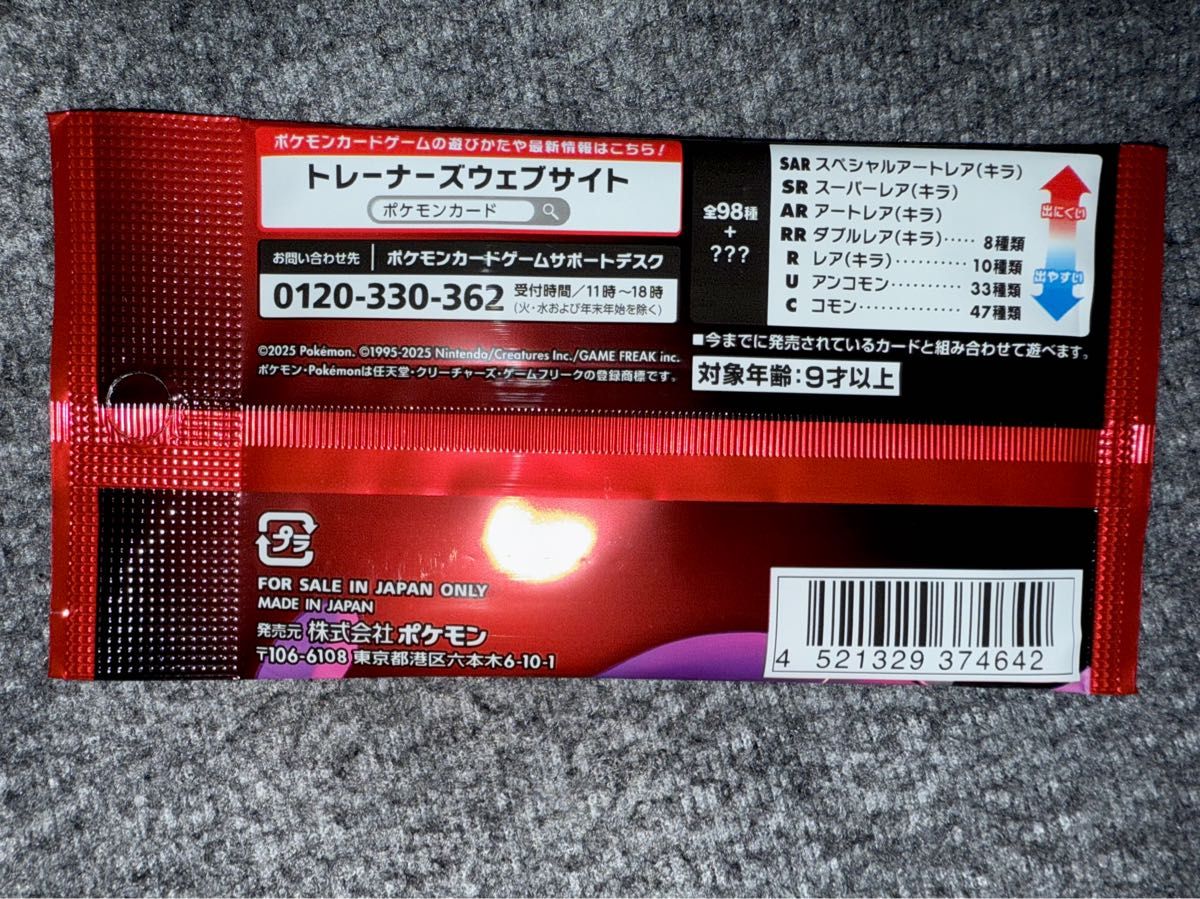 ポケモンカードゲームの遊びかたや最新情報はこちら!
トレーナーズウェブサイト
ポケモンカード
お問い合わせ先 ポケモンカードゲームサポートデスク
0120-330-362 受付時間/11時~18時
(火・水および年末年始を除く)
©2025 Pokémon. ©1995-2025 Nintendo/Creatures Inc./GAME FREAK inc.
ポケモン・Pokémonは任天堂・クリーチャーズ・ゲームフリークの登録商標です。
全98種
+
???
SAR スペシャルアートレア(キラ)
SR スーパーレア(キラ)
AR アートレア(キラ)
RR ダブルレア(キラ)····· 8種類
R レア(キラ)·········· 10種類
U アンコモン··········· 33種類
C コモン·············· 47種類
出にくい
出やすい
■今までに発売されているカードと組み合わせて遊べます。
対象年齢:9才以上
プラ
FOR SALE IN JAPAN ONLY
MADE IN JAPAN
発売元 株式会社 ポケモン
〒106-6108 東京都港区六本木6-10-1
4 521329 374642